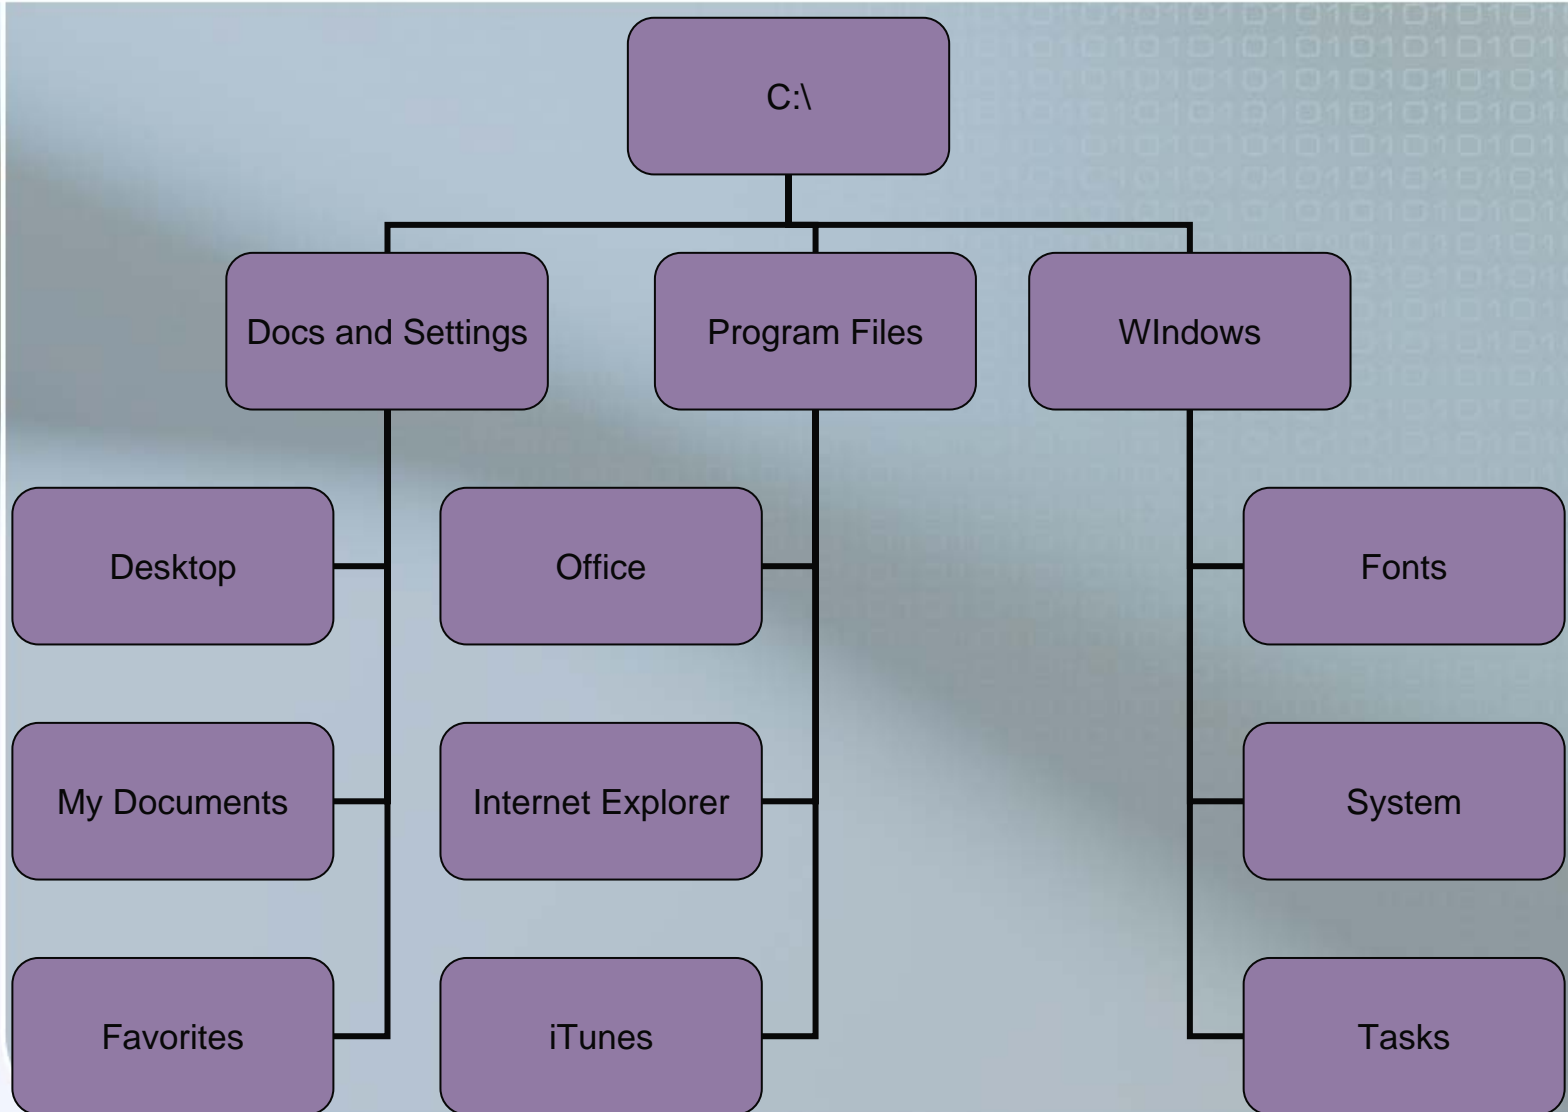 C:\
Docs and Settings
Program Files
WIndows
Desktop
Office
Fonts
My Documents
Internet Explorer
System
Favorites
iTunes
Tasks